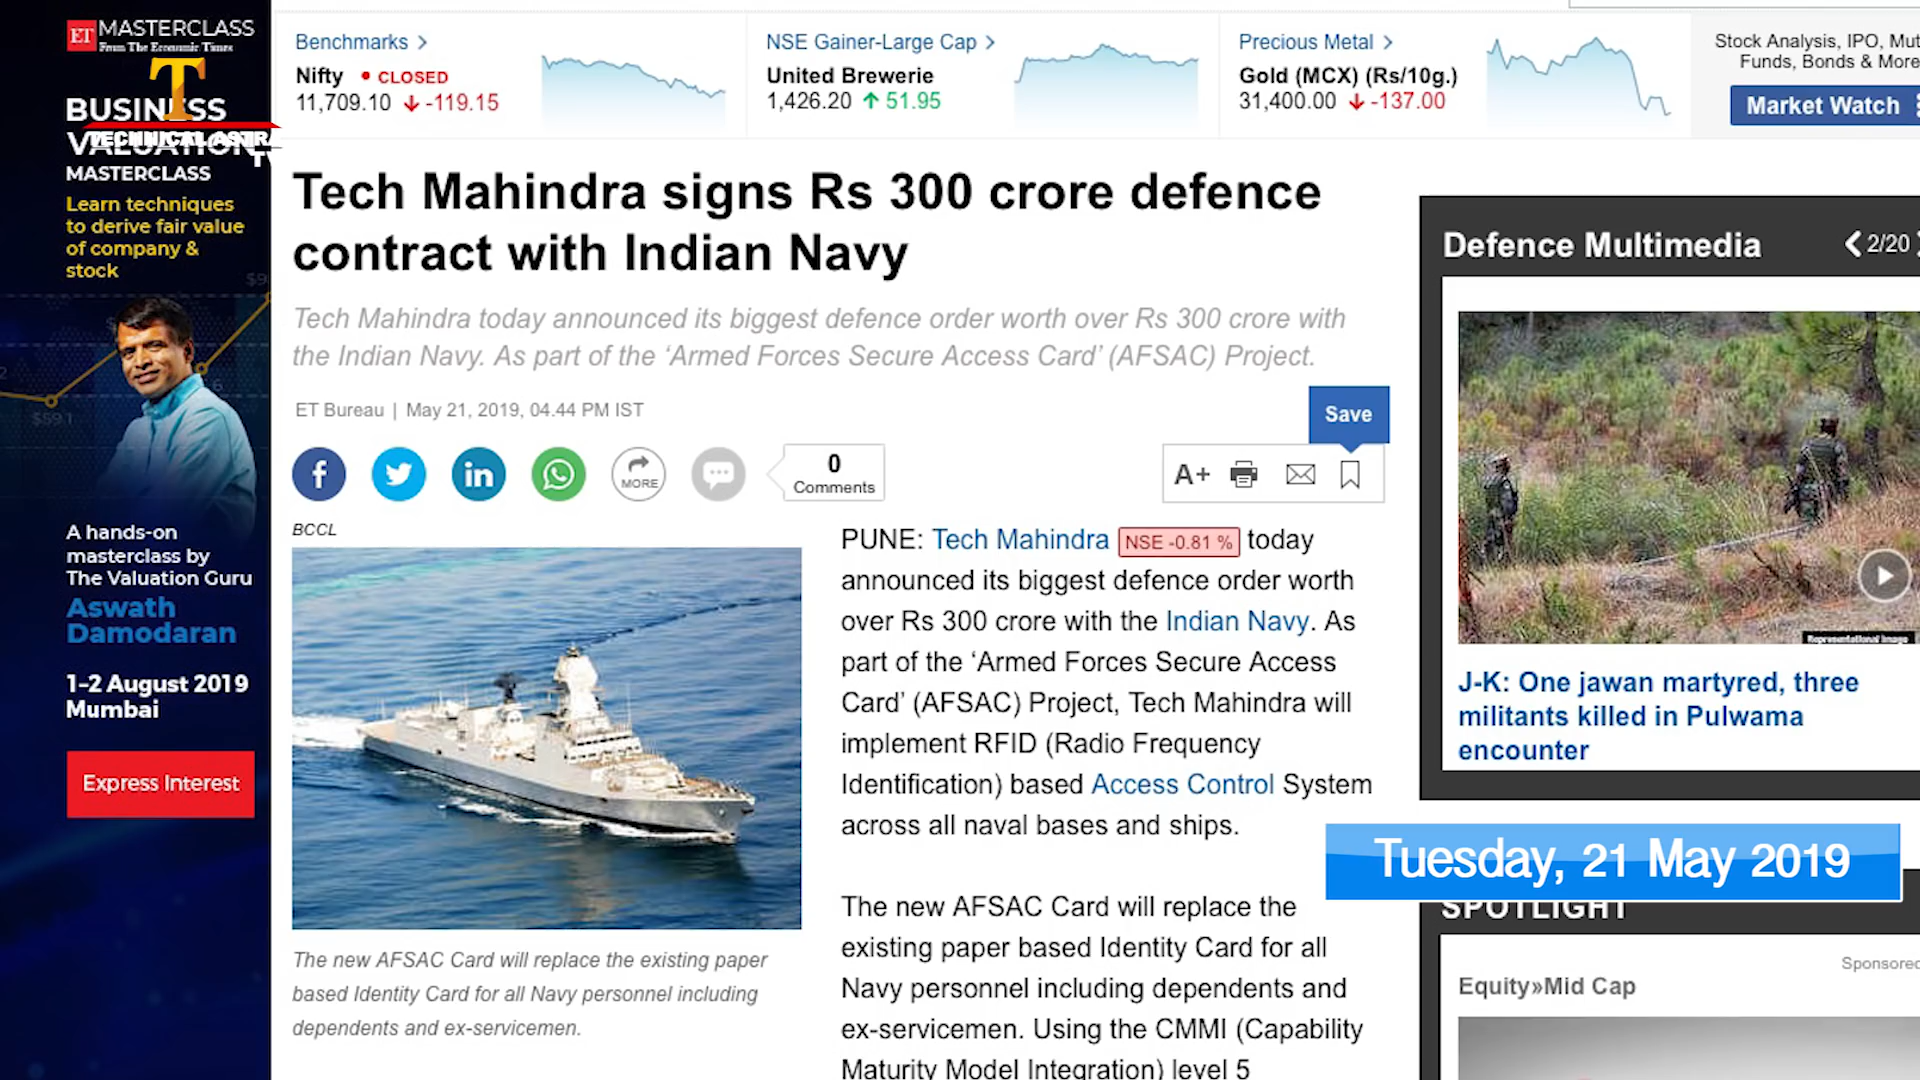 ET MASTERCLASS
From The Economic Times
T
BUSINESS
VALUATION
TECHNICAL ASTRA
TV
MASTERCLASS
Learn techniques
to derive fair value
of company &
stock
$59.1
A hands-on
masterclass by
The Valuation Guru
Aswath
Damodaran
1-2 August 2019
Mumbai
Express Interest
Benchmarks
Nifty • CLOSED
11,709.10 -119.15
NSE Gainer-Large Cap
United Brewerie
1,426.20 51.95
Precious Metal
Gold (MCX) (Rs/10g.)
31,400.00 -137.00
Stock Analysis, IPO, Mut
Funds, Bonds & More
Market Watch
Tech Mahindra signs Rs 300 crore defence
contract with Indian Navy
Tech Mahindra today announced its biggest defence order worth over Rs 300 crore with
the Indian Navy. As part of the ‘Armed Forces Secure Access Card’ (AFSAC) Project.
ET Bureau | May 21, 2019, 04.44 PM IST
Save
MORE
0
Comments
A+
BCCL
The new AFSAC Card will replace the existing paper
based Identity Card for all Navy personnel including
dependents and ex-servicemen.
PUNE: Tech Mahindra NSE -0.81 % today
announced its biggest defence order worth
over Rs 300 crore with the Indian Navy. As
part of the ‘Armed Forces Secure Access
Card’ (AFSAC) Project, Tech Mahindra will
implement RFID (Radio Frequency
Identification) based Access Control System
across all naval bases and ships.
The new AFSAC Card will replace the
existing paper based Identity Card for all
Navy personnel including dependents and
ex-servicemen. Using the CMMI (Capability
Maturity Model Integration) level 5
Defence Multimedia
2/20
Representational Image
J-K: One jawan martyred, three
militants killed in Pulwama
encounter
Tuesday, 21 May 2019
SPOTLIGHT
Sponsored
Equity»Mid Cap